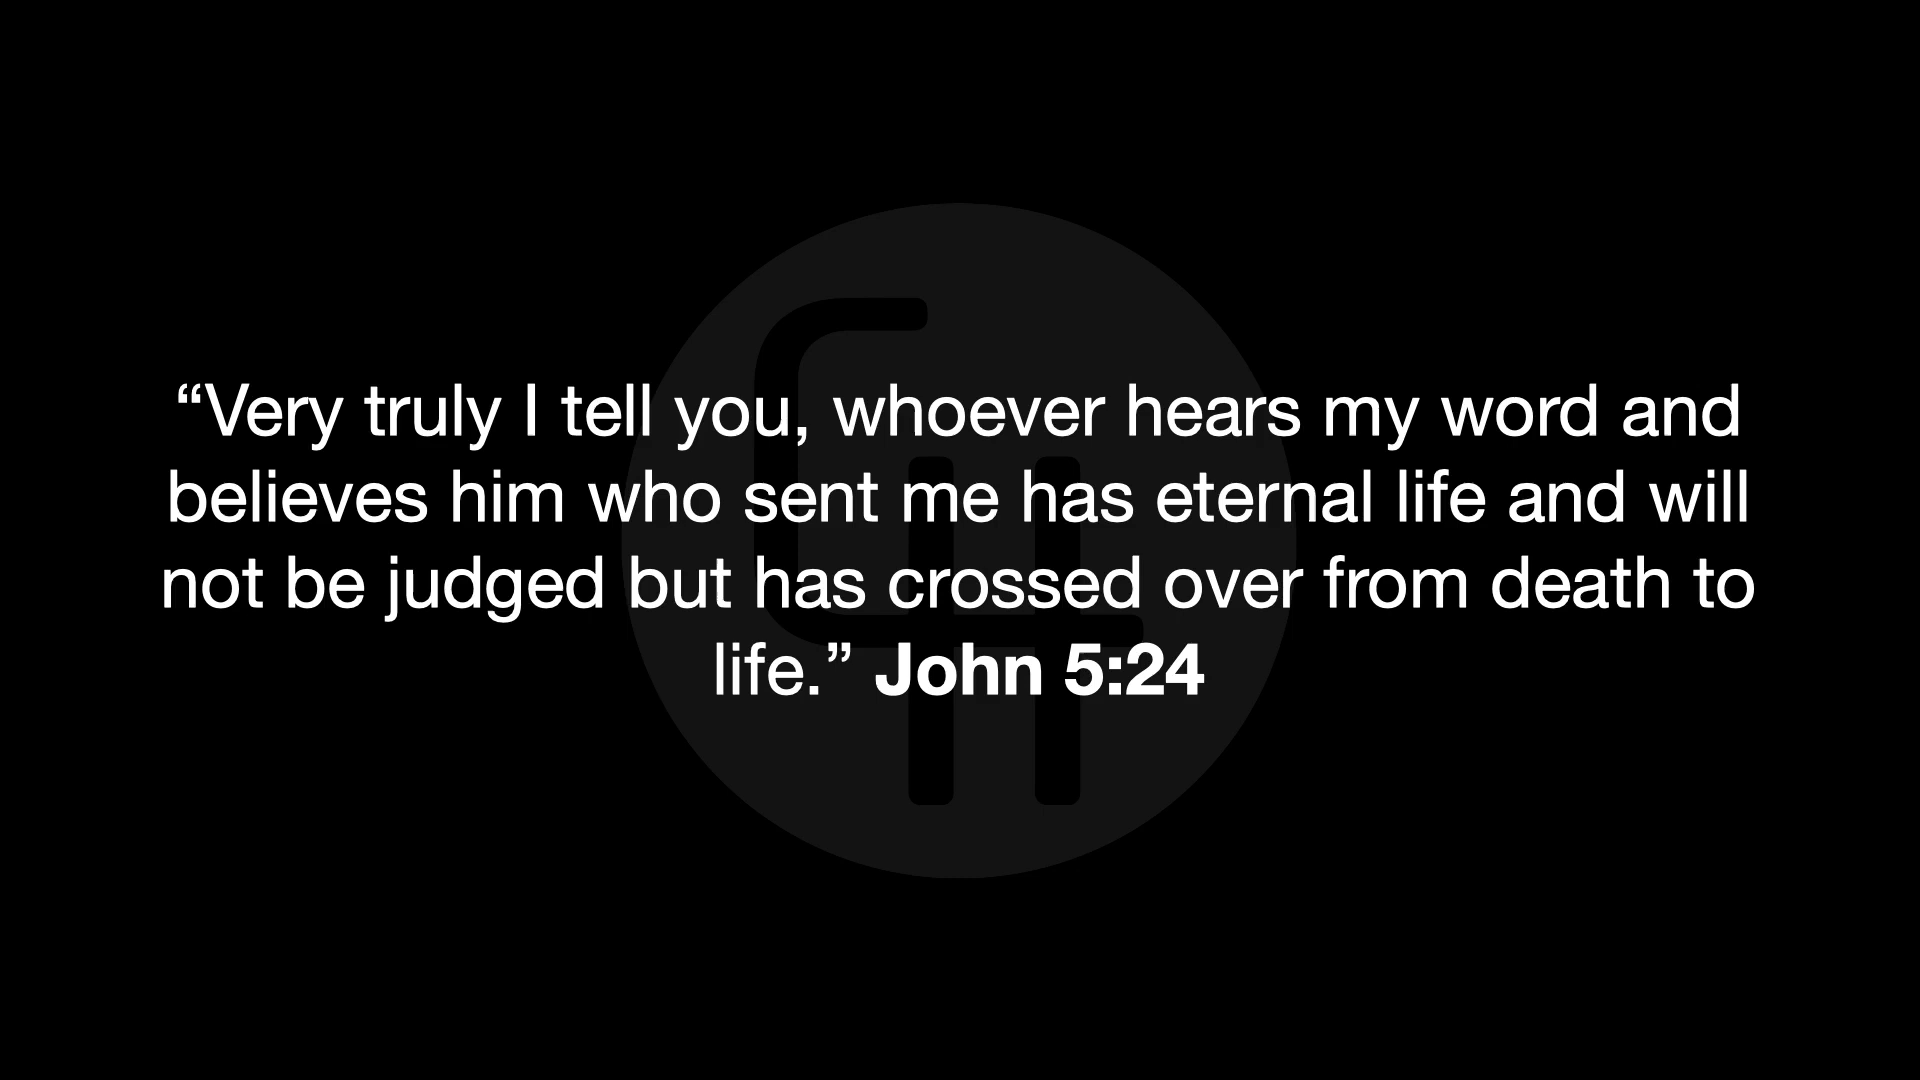 “Very truly I tell you, whoever hears my word and
believes him who sent me has eternal life and will
not be judged but has crossed over from death to
life.” John 5:24